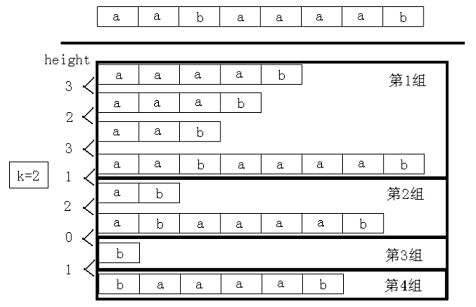 a a b a a a a b
height
a a a a b 第1组
3
a a a b
2
a a b
3
a a b a a a a b
k=2 1
a b 第2组
2
a b a a a a b
0
b 第3组
1
b a a a a b 第4组